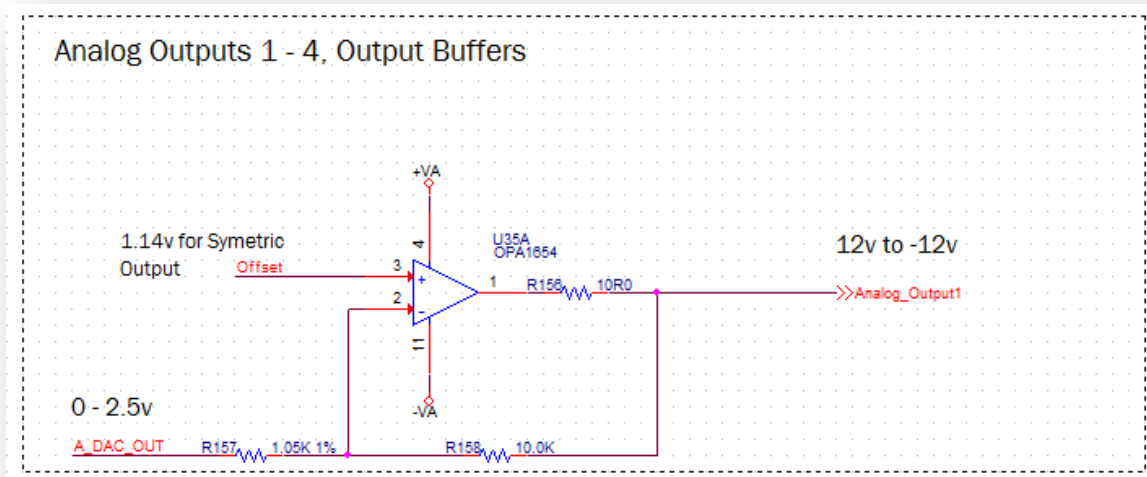 Analog Outputs 1 - 4, Output Buffers
+VA
4
U35A
OPA1654
1.14v for Symetric
Output
Offset
3
+
1
R156
10R0
12v to -12v
Analog_Output1
2
-
11
-VA
0 - 2.5v
A_DAC_OUT
R157
1.05K 1%
R158
10.0K